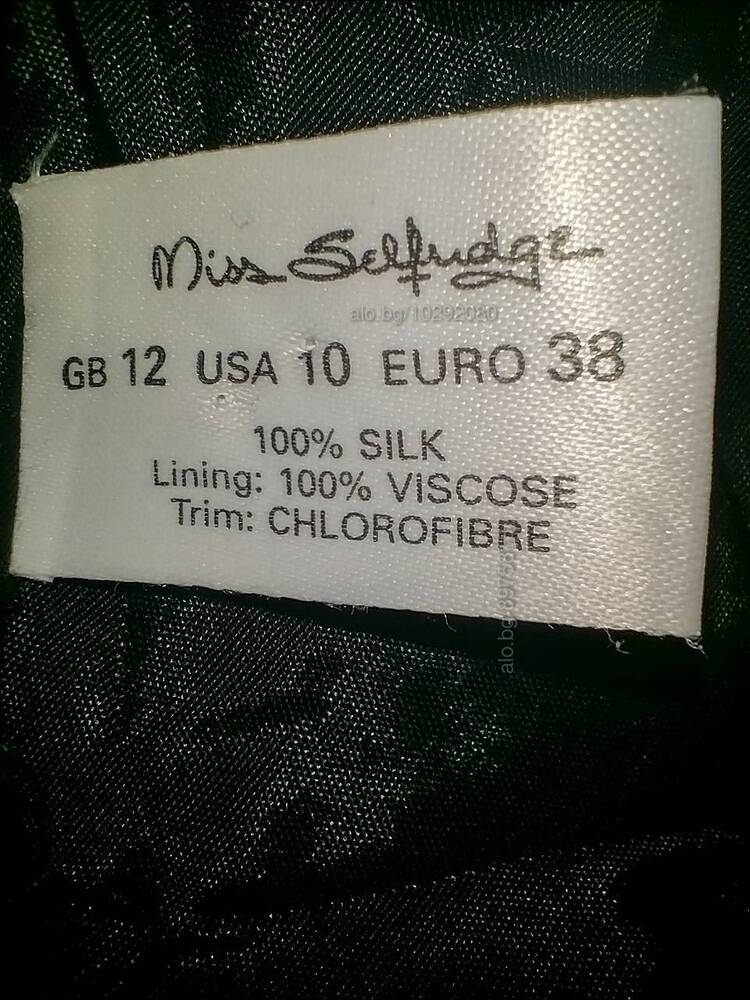 Miss Selfridge
alo.bg/10292080
GB 12 USA 10 EURO 38
100% SILK
Lining: 100% VISCOSE
Trim: CHLOROFIBRE